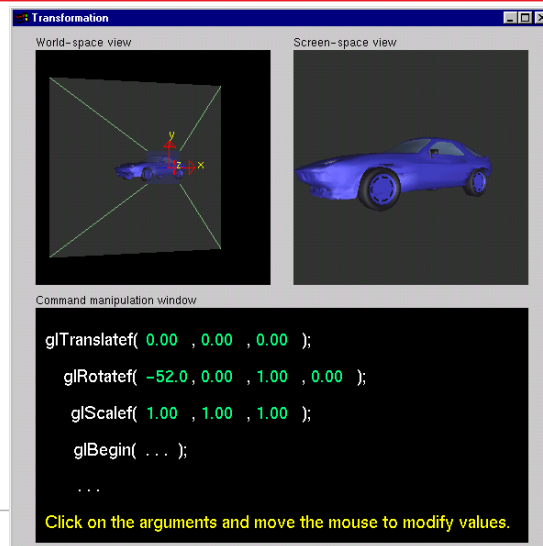 Transformation
World-space view
Screen-space view
y
z x
Command manipulation window
glTranslatef( 0.00 , 0.00 , 0.00 );
glRotatef( -52.0 , 0.00 , 1.00 , 0.00 );
glScalef( 1.00 , 1.00 , 1.00 );
glBegin( . . . );
. . .
Click on the arguments and move the mouse to modify values.